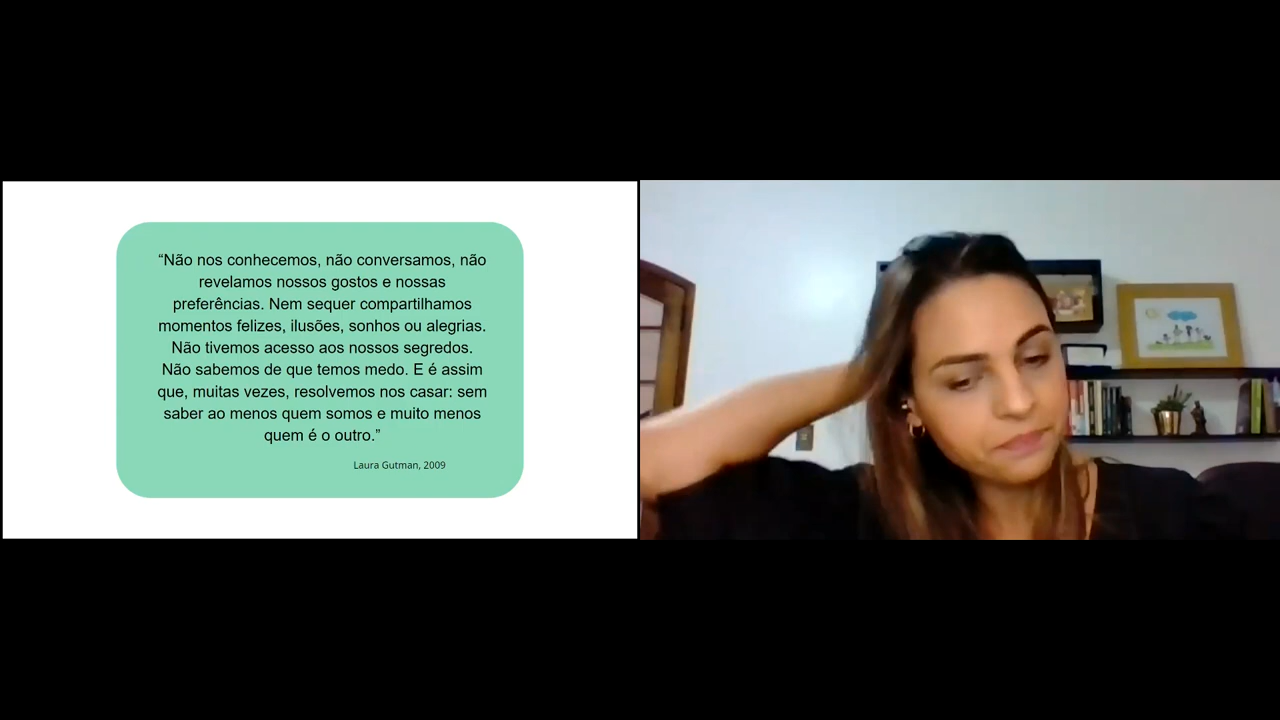 “Não nos conhecemos, não conversamos, não
revelamos nossos gostos e nossas
preferências. Nem sequer compartilhamos
momentos felizes, ilusões, sonhos ou alegrias.
Não tivemos acesso aos nossos segredos.
Não sabemos de que temos medo. E é assim
que, muitas vezes, resolvemos nos casar: sem
saber ao menos quem somos e muito menos
quem é o outro.”
Laura Gutman, 2009